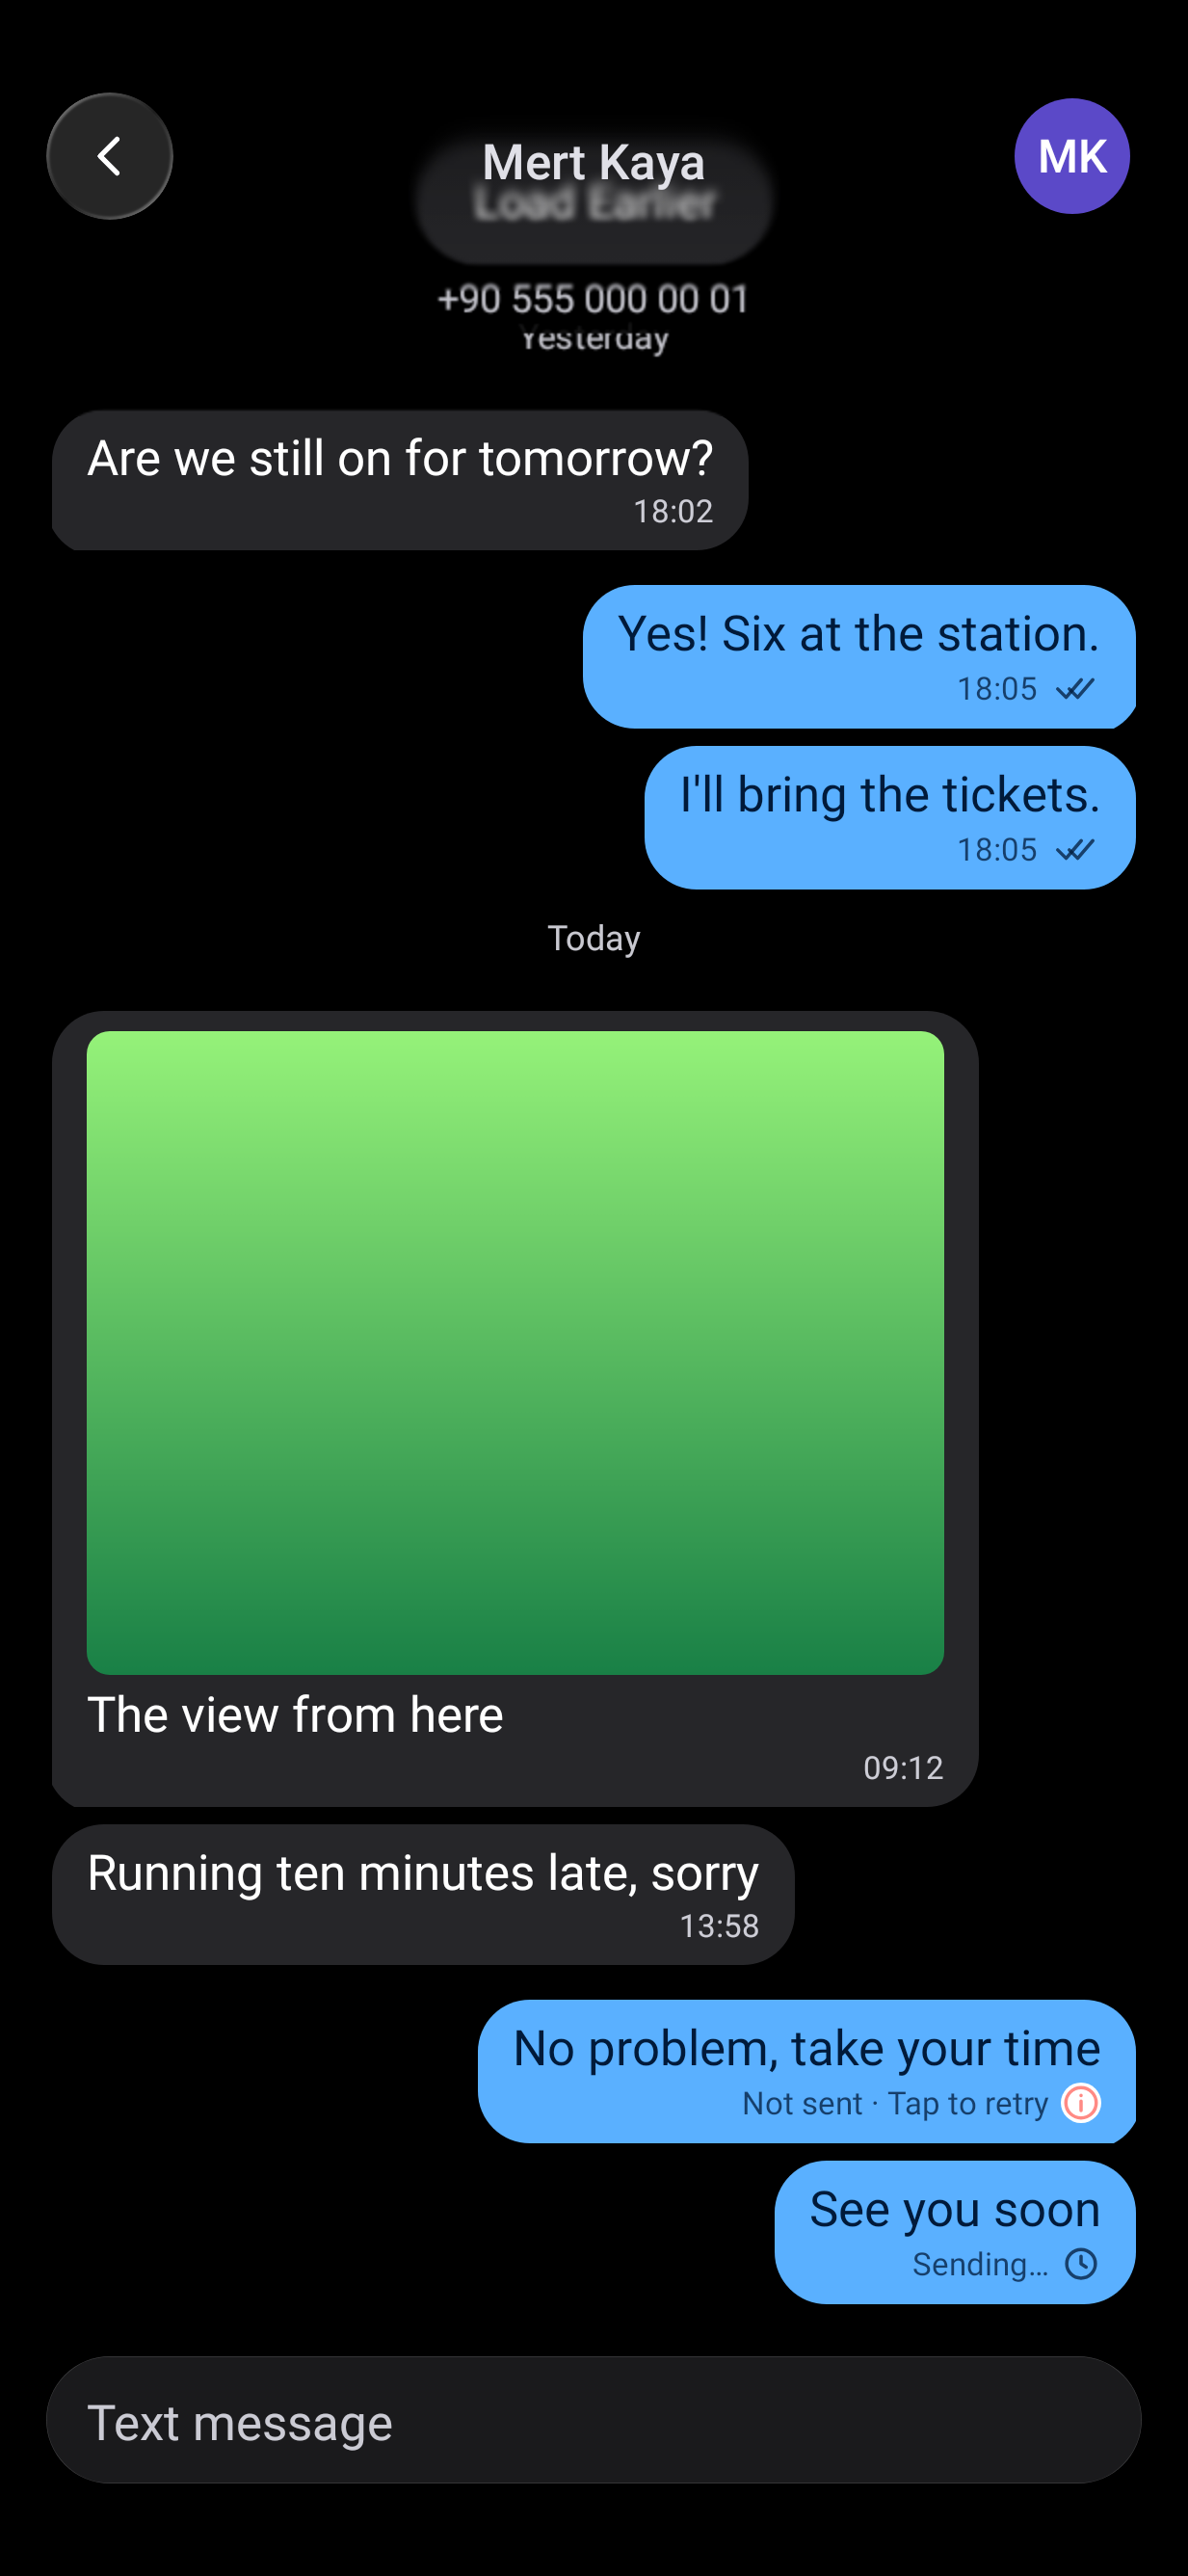 Mert Kaya
MK
Load Earlier
+90 555 000 00 01
Yesterday
Are we still on for tomorrow?
18:02
Yes! Six at the station.
18:05
I'll bring the tickets.
18:05
Today
The view from here
09:12
Running ten minutes late, sorry
13:58
No problem, take your time
Not sent · Tap to retry
See you soon
Sending…
Text message